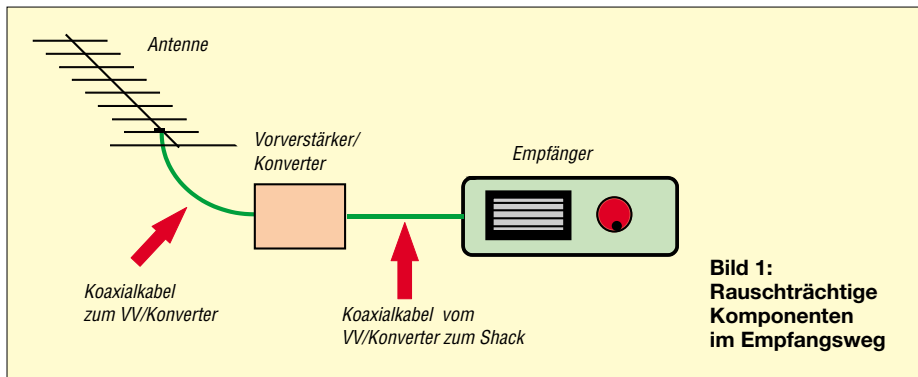 Antenne
Vorverstärker/
Konverter
Empfänger
Koaxialkabel
zum VV/Konverter
Koaxialkabel vom
VV/Konverter zum Shack
Bild 1:
Rauschträchtige
Komponenten
im Empfangsweg